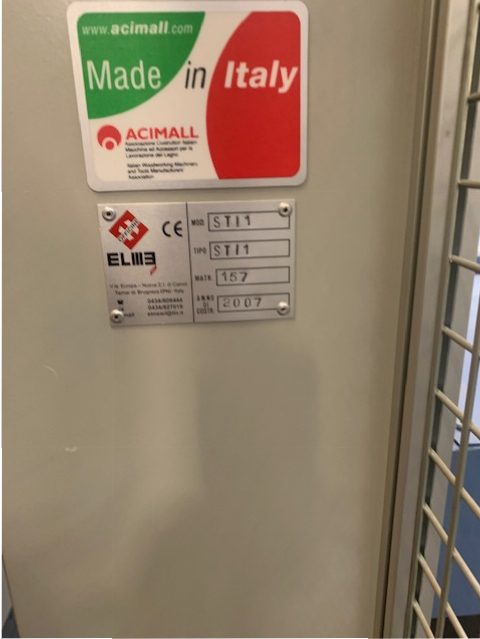 www.acimall.com
Made in Italy
ACIMALL
Associazione Costruttori Italiani
Macchine ed Accessori per la
Lavorazione del Legno
Italian Woodworking Machinery
and Tools Manufacturers'
Association
CE
MOD. STI1
ELME
TIPO STI1
MATR. 157
ANNO DI COSTR. 2007